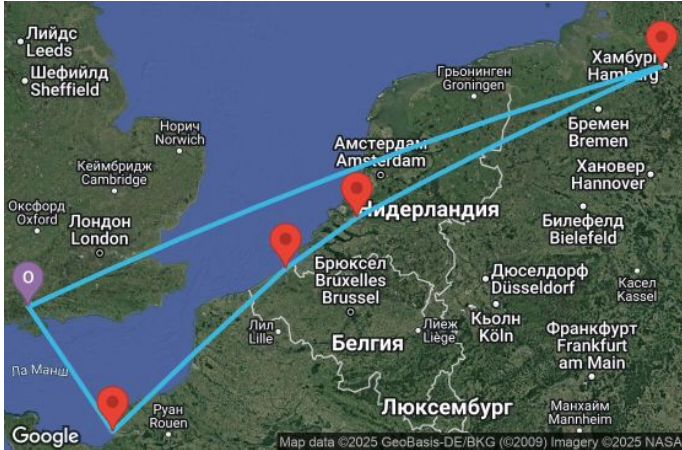 Лийдс
Leeds
Шефийлд
Sheffield
Норич
Norwich
Кеймбридж
Cambridge
Оксфорд
Oxford
Лондон
London
O
Ла Манш
Руан
Rouen
Лил
Lille
Амстердам
Amsterdam
Нидерландия
Брюксел
Bruxelles
Brussel
Белгия
Лиеж
Liège
Люксембург
Грьонинген
Groningen
Хамбург
Hamburg
Бремен
Bremen
Хановер
Hannover
Билефелд
Bielefeld
Дюселдорф
Düsseldorf
Кьолн
Köln
Касел
Kassel
Франкфурт
Frankfurt
am Main
Манхайм
Mannheim
Google
Map data ©2025 GeoBasis-DE/BKG (©2009) Imagery ©2025 NASA